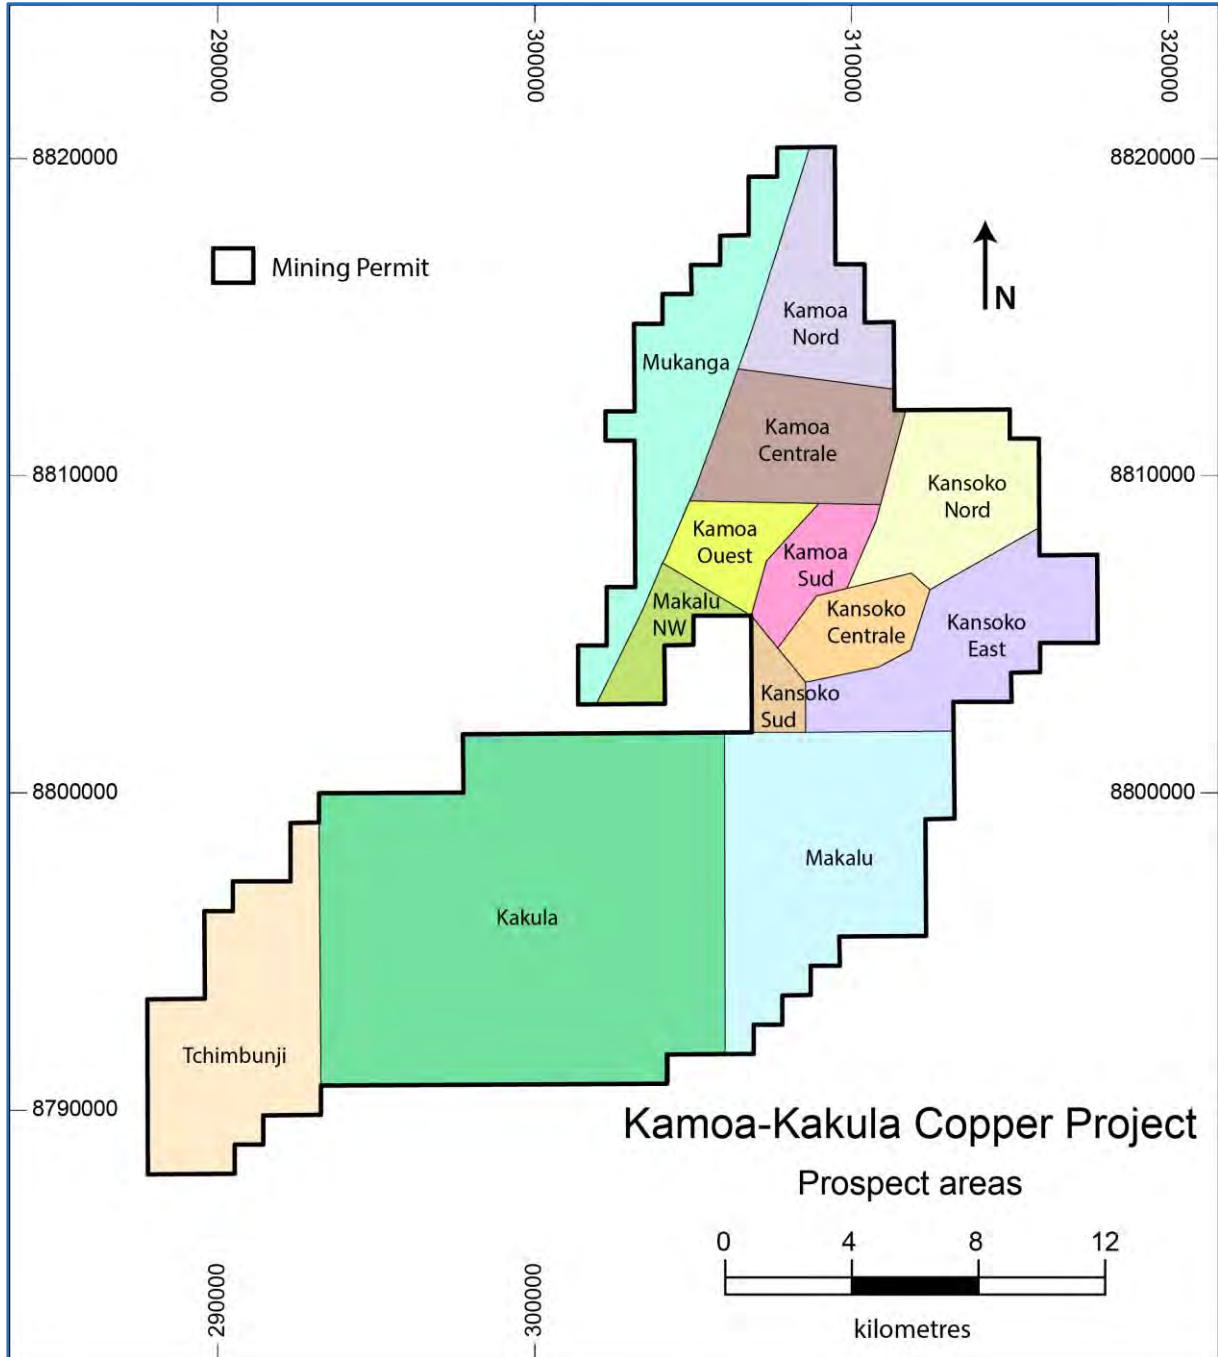 290000
300000
310000
320000
8820000
8820000
Mining Permit
N
Kamoa
Nord
Mukanga
Kamoa
Centrale
8810000
8810000
Kansoko
Nord
Kamoa
Ouest
Kamoa
Sud
Makalu
NW
Kansoko
Centrale
Kansoko
East
Kansoko
Sud
8800000
8800000
Makalu
Kakula
Tchimbunji
8790000
Kamoa-Kakula Copper Project
Prospect areas
0 4 8 12
kilometres
290000
300000